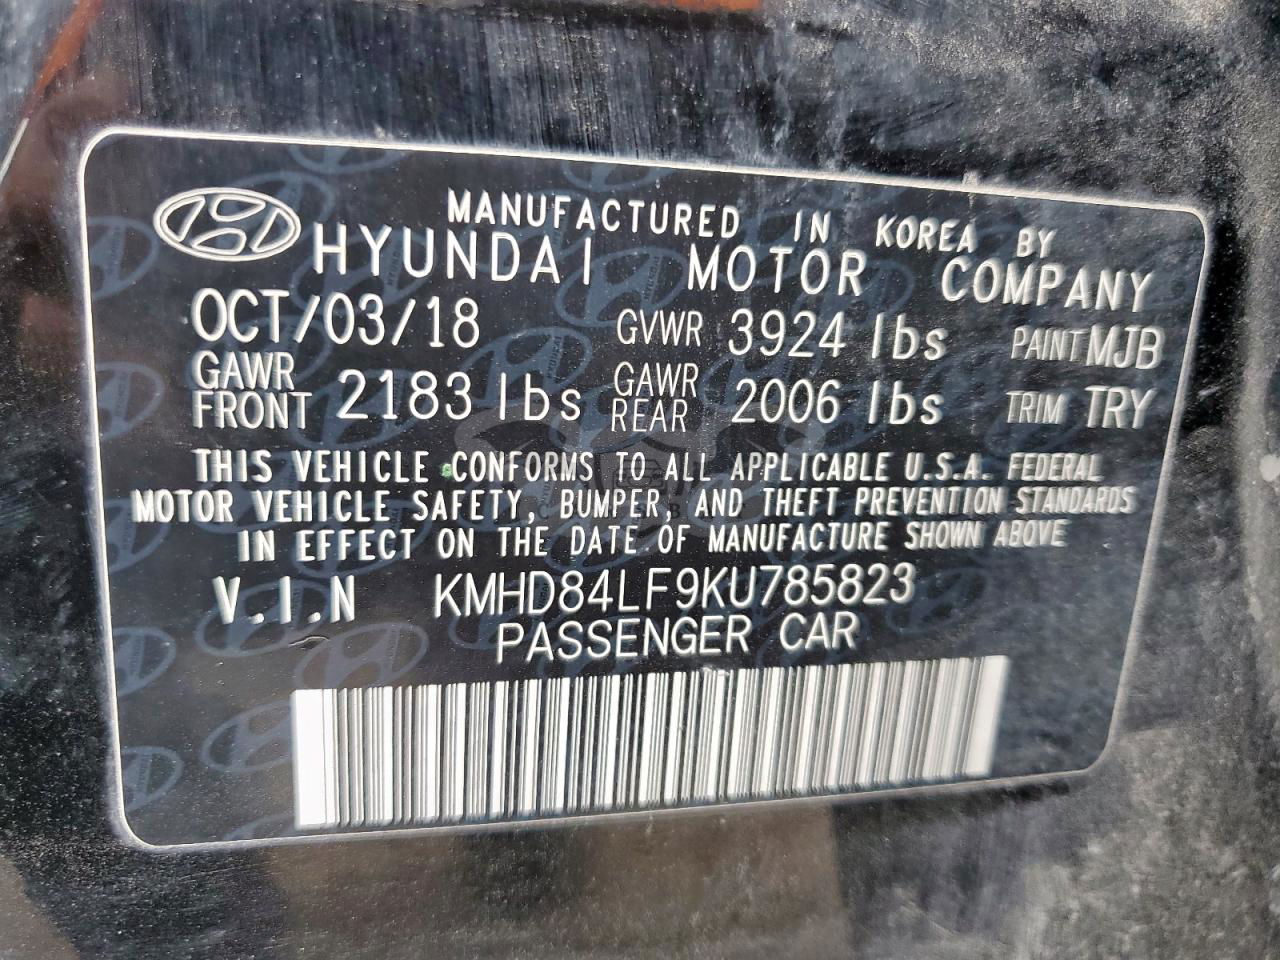 MANUFACTURED IN KOREA BY
HYUNDAI MOTOR COMPANY
OCT/03/18 GVWR 3924 lbs PAINT MJB
GAWR FRONT 2183 lbs GAWR REAR 2006 lbs TRIM TRY
THIS VEHICLE CONFORMS TO ALL APPLICABLE U.S.A. FEDERAL
MOTOR VEHICLE SAFETY, BUMPER, AND THEFT PREVENTION STANDARDS
IN EFFECT ON THE DATE OF MANUFACTURE SHOWN ABOVE
V.I.N KMHD84LF9KU785823
PASSENGER CAR